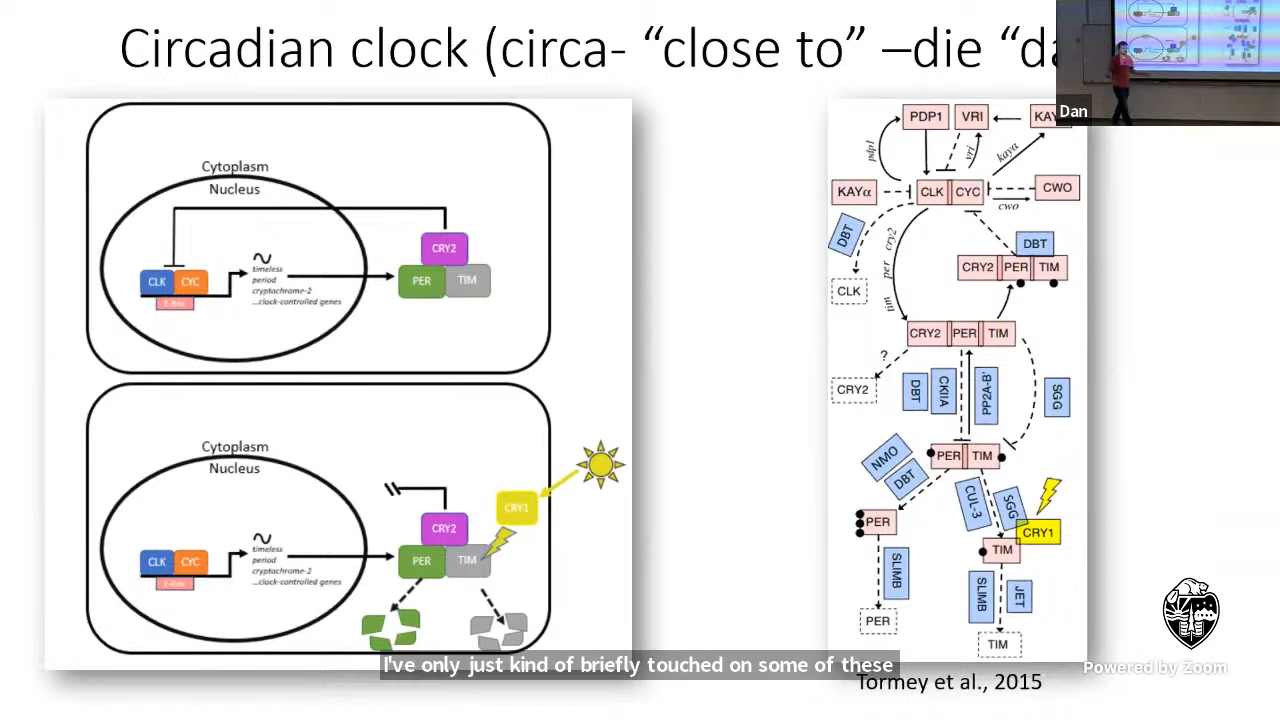 Circadian clock (circa- “close to” –die “da
Dan
Cytoplasm
Nucleus
CRY2
PER
TIM
CLK
CYC
E-Box
timeless
period
cryptochrome-2
...clock-controlled genes
Cytoplasm
Nucleus
CRY1
CRY2
PER
TIM
CLK
CYC
E-Box
timeless
period
cryptochrome-2
...clock-controlled genes
PDP1
VRI
pdp1
vri
kayα
KAYα
CLK
CYC
CWO
cwo
DBT
CLK
tim per cry2
DBT
CRY2
PER
TIM
CRY2
PER
TIM
?
CRY2
DBT
CKIIA
PP2A-B'
SGG
PER
TIM
NMO
DBT
CUL-3
SGG
CRY1
PER
TIM
SLIMB
SLIMB
JET
PER
TIM
I've only just kind of briefly touched on some of these
Powered by Zoom
Tormey et al., 2015